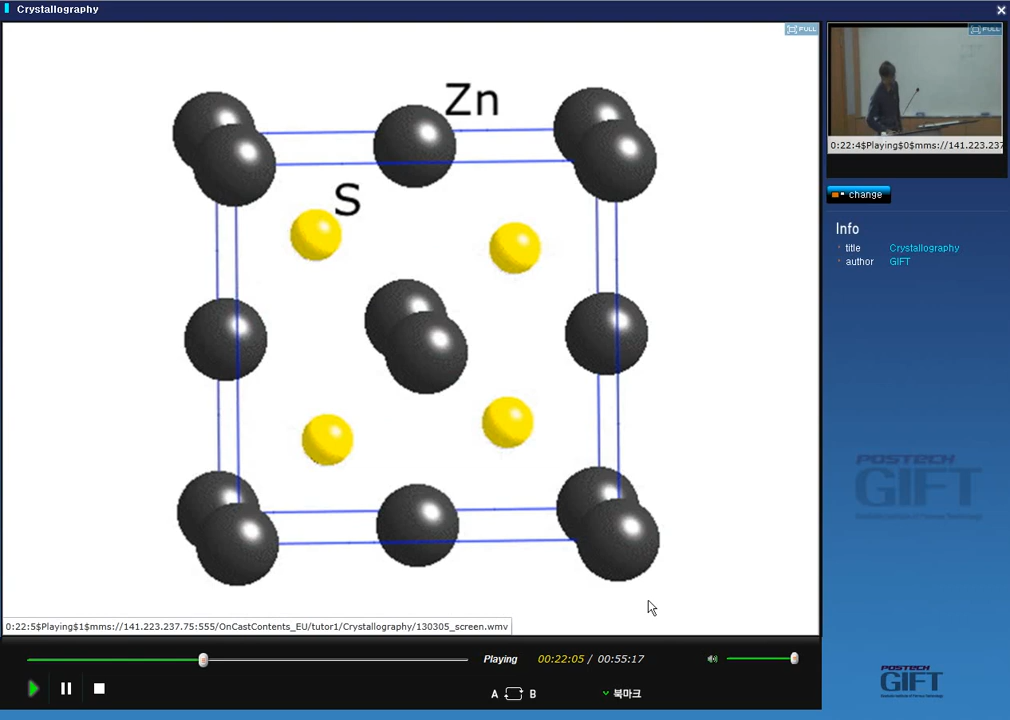 Crystallography
FULL
FULL
Zn
S
0:22:4$Playing$0$mms://141.223.237
change
Info
title Crystallography
author GIFT
POSTECH
GIFT
0:22:5$Playing$1$mms://141.223.237.75:555/OnCastContents_EU/tutor1/Crystallography/130305_screen.wmv
Playing 00:22:05 / 00:55:17
A B 북마크
POSTECH
GIFT